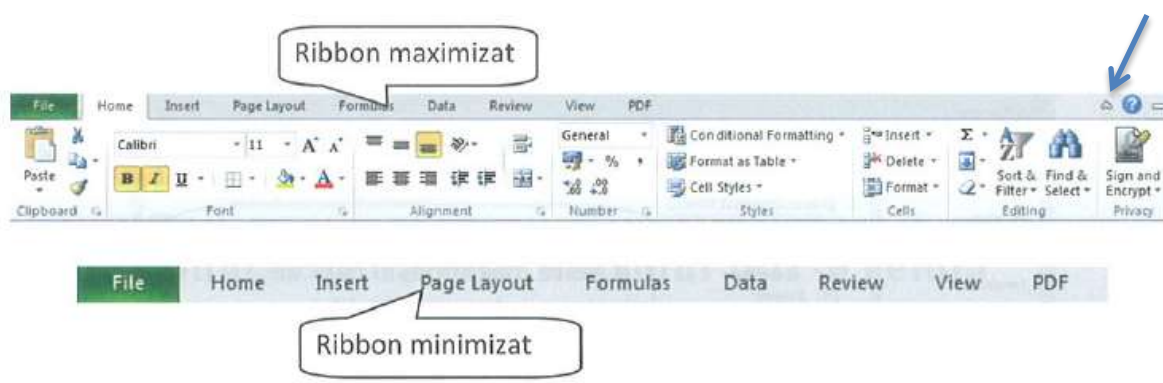 Ribbon maximizat
File Home Insert Page Layout Formulas Data Review View PDF
Calibri 11 A A General Conditional Formatting Insert Σ
Paste B I U A % , Format as Table Delete Sort & Filter Find & Select Sign and Encrypt
Cell Styles Format
Clipboard Font Alignment Number Styles Cells Editing Privacy
File Home Insert Page Layout Formulas Data Review View PDF
Ribbon minimizat